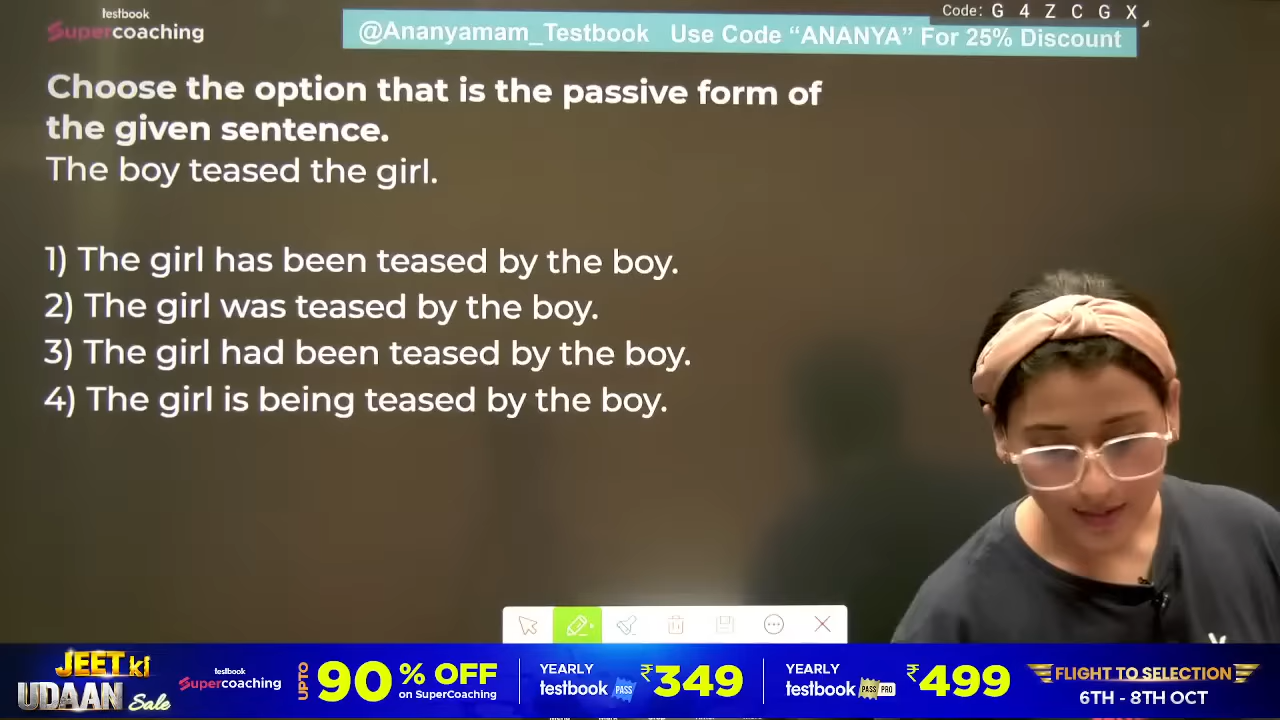 testbook
Supercoaching
@Ananyamam_Testbook Use Code “ANANYA” For 25% Discount
Code: G 4 Z C G X
Choose the option that is the passive form of
the given sentence.
The boy teased the girl.
1) The girl has been teased by the boy.
2) The girl was teased by the boy.
3) The girl had been teased by the boy.
4) The girl is being teased by the boy.
JEET ki
UDAAN Sale
testbook
Supercoaching
UPTO 90% OFF
on SuperCoaching
YEARLY
testbook PASS ₹349
YEARLY
testbook PASS PRO ₹499
FLIGHT TO SELECTION
6TH - 8TH OCT